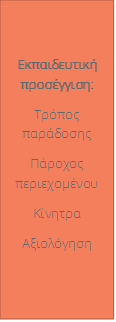 Εκπαιδευτική
προσέγγιση:
Τρόπος
παράδοσης
Πάροχος
περιεχομένου
Κίνητρα
Αξιολόγηση